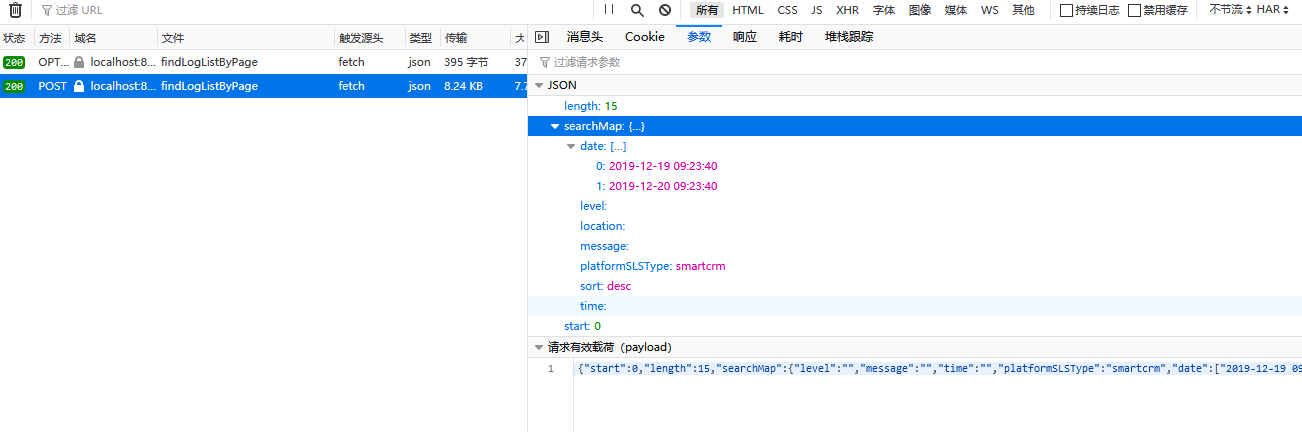 过滤 URL
所有 HTML CSS JS XHR 字体 图像 媒体 WS 其他 持续日志 禁用缓存 不节流 HAR
状态 方法 域名 文件 触发源头 类型 传输 大
消息头 Cookie 参数 响应 耗时 堆栈跟踪
200 OPT... localhost:8... findLogListByPage fetch json 395 字节 37
200 POST localhost:8... findLogListByPage fetch json 8.24 KB 7.7
过滤请求参数
JSON
length: 15
searchMap: {...}
date: [...]
0: 2019-12-19 09:23:40
1: 2019-12-20 09:23:40
level:
location:
message:
platformSLSType: smartcrm
sort: desc
time:
start: 0
请求有效载荷（payload）
1 {"start":0,"length":15,"searchMap":{"level":"","message":"","time":"","platformSLSType":"smartcrm","date":["2019-12-19 09